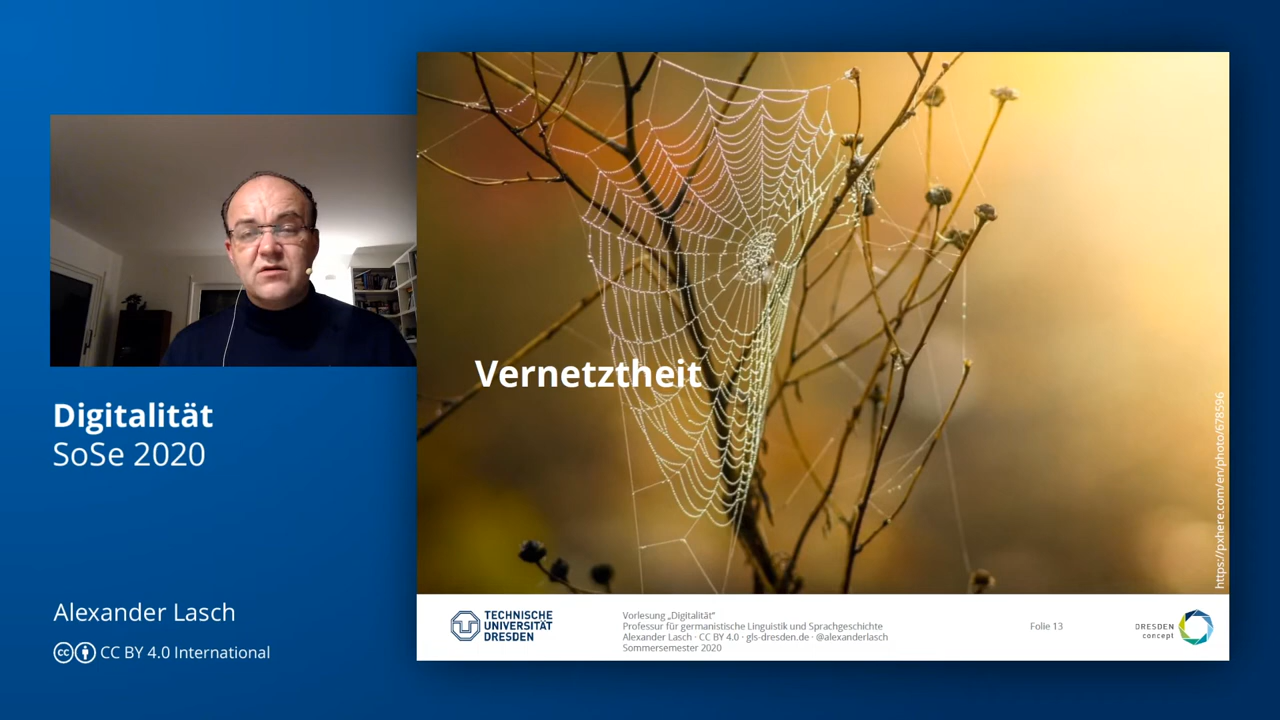 Vernetztheit
https://pxhere.com/en/photo/678596
Digitalität
SoSe 2020
Alexander Lasch
CC BY 4.0 International
TECHNISCHE
UNIVERSITÄT
DRESDEN
Vorlesung „Digitalität“
Professur für germanistische Linguistik und Sprachgeschichte
Alexander Lasch · CC BY 4.0 · gls-dresden.de · @alexanderlasch
Sommersemester 2020
Folie 13
DRESDEN
concept